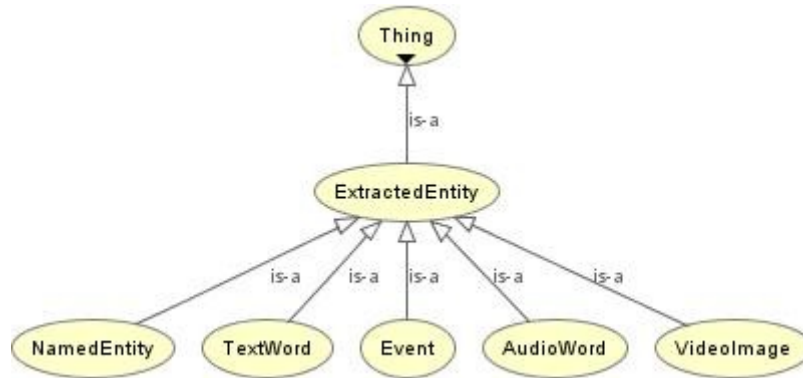 Thing
is-a
ExtractedEntity
is-a is-a is-a is-a is-a
NamedEntity TextWord Event AudioWord VideoImage